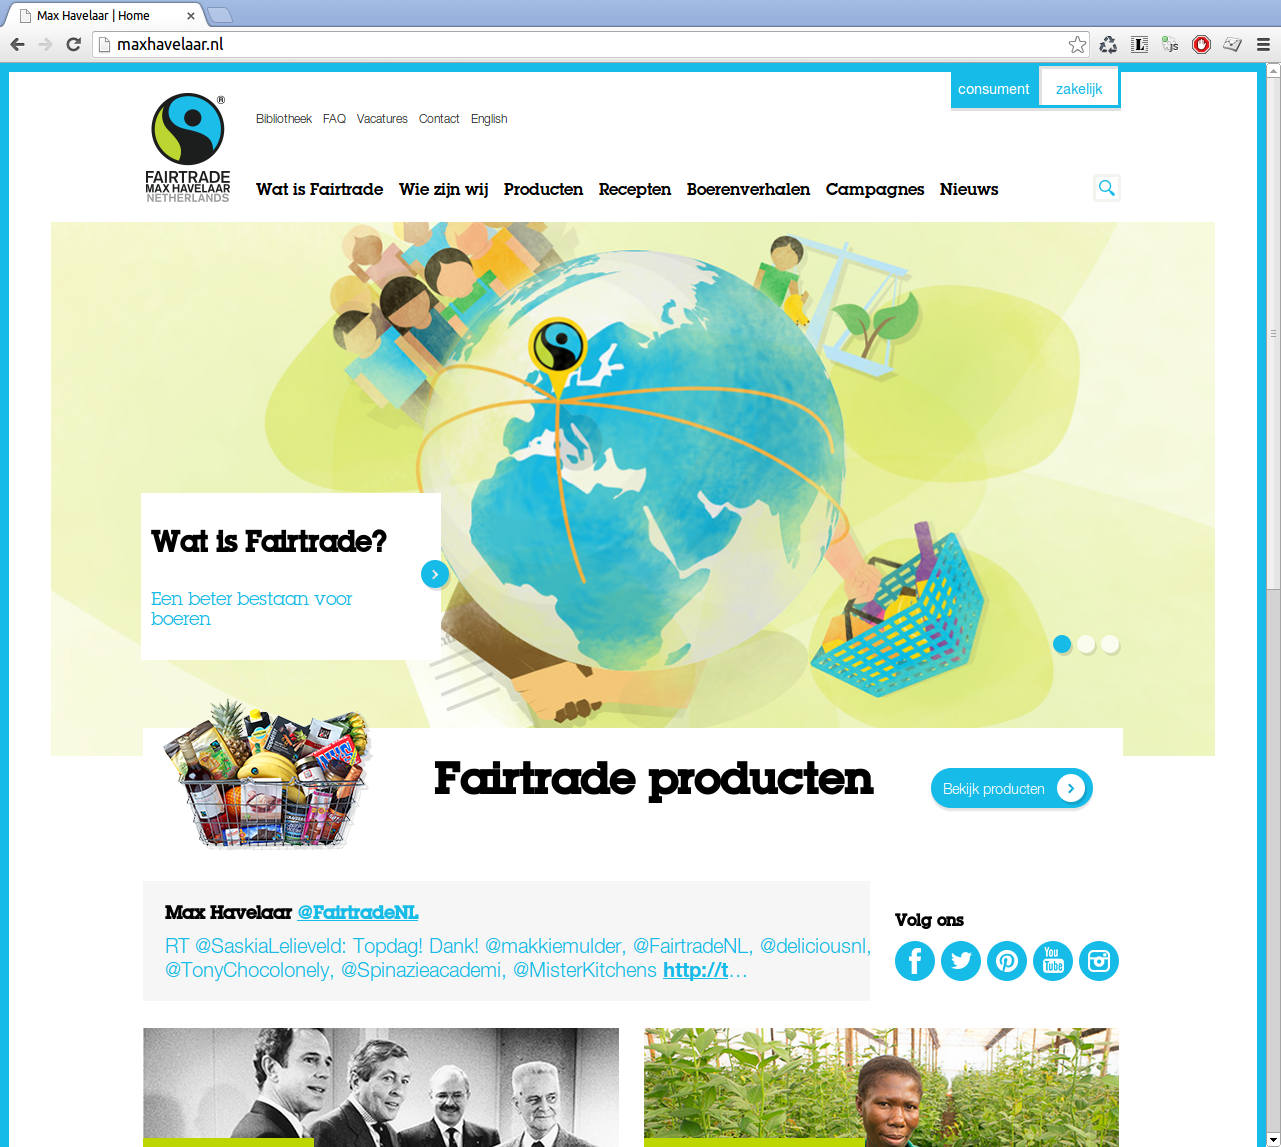 Max Havelaar | Home
maxhavelaar.nl
consument
zakelijk
®
FAIRTRADE
MAX HAVELAAR
NETHERLANDS
Bibliotheek FAQ Vacatures Contact English
Wat is Fairtrade Wie zijn wij Producten Recepten Boerenverhalen Campagnes Nieuws
Wat is Fairtrade?
Een beter bestaan voor
boeren
Fairtrade producten
Bekijk producten
Max Havelaar @FairtradeNL
RT @SaskiaLelieveld: Topdag! Dank! @makkiemulder, @FairtradeNL, @deliciousnl,
@TonyChocolonely, @Spinazieacademi, @MisterKitchens http://t…
Volg ons
You
Tube